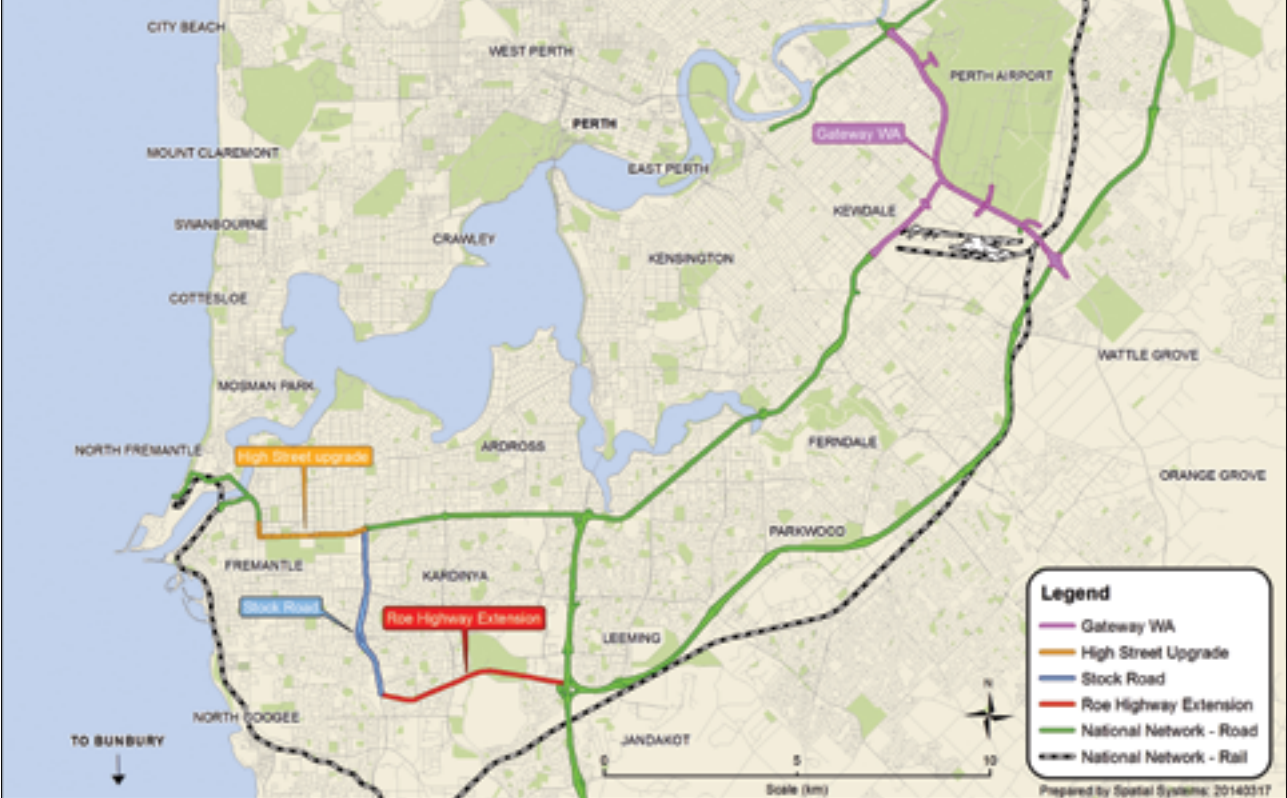 CITY BEACH
WEST PERTH
PERTH AIRPORT
PERTH
Gateway WA
MOUNT CLAREMONT
EAST PERTH
KEWDALE
SWANBOURNE
CRAWLEY
KENSINGTON
COTTESLOE
WATTLE GROVE
MOSMAN PARK
NORTH FREMANTLE
High Street upgrade
ARDROSS
FERNDALE
ORANGE GROVE
PARKWOOD
FREMANTLE
KARDINYA
Stock Road
Roe Highway Extension
LEEMING
NORTH COOGEE
TO BUNBURY
JANDAKOT
Legend
Gateway WA
High Street Upgrade
Stock Road
Roe Highway Extension
National Network - Road
National Network - Rail
N
0 5 10
Scale (km)
Prepared by Spatial Systems: 20140317